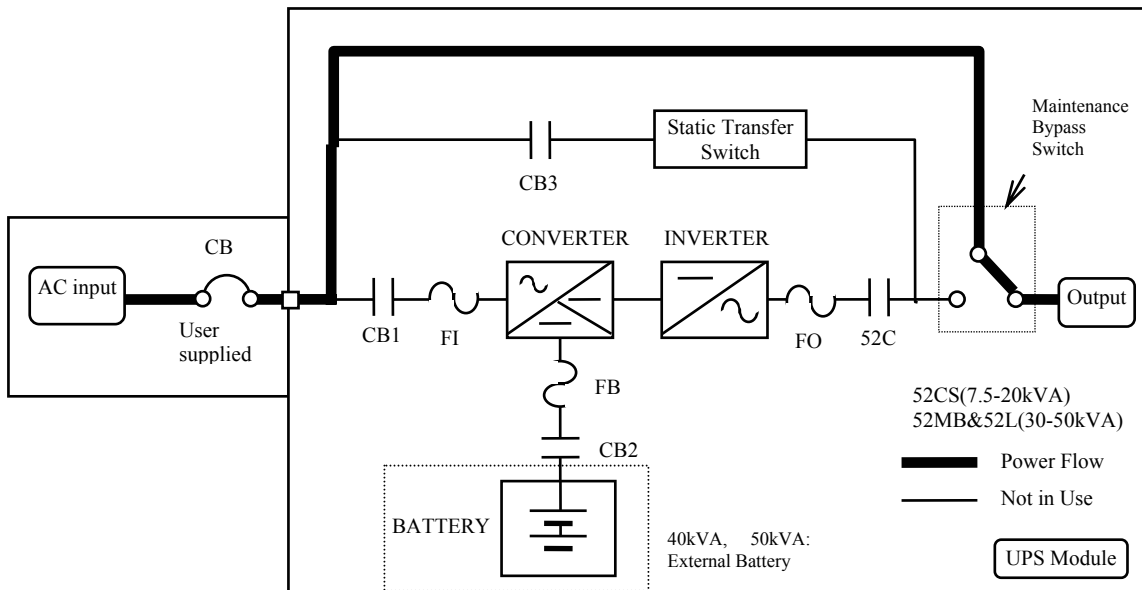 Static Transfer
Switch
Maintenance
Bypass
Switch
CB3
CB
CONVERTER
INVERTER
AC input
Output
User
supplied
CB1
FI
FO
52C
FB
52CS(7.5-20kVA)
52MB&52L(30-50kVA)
CB2
Power Flow
Not in Use
BATTERY
40kVA, 50kVA:
External Battery
UPS Module